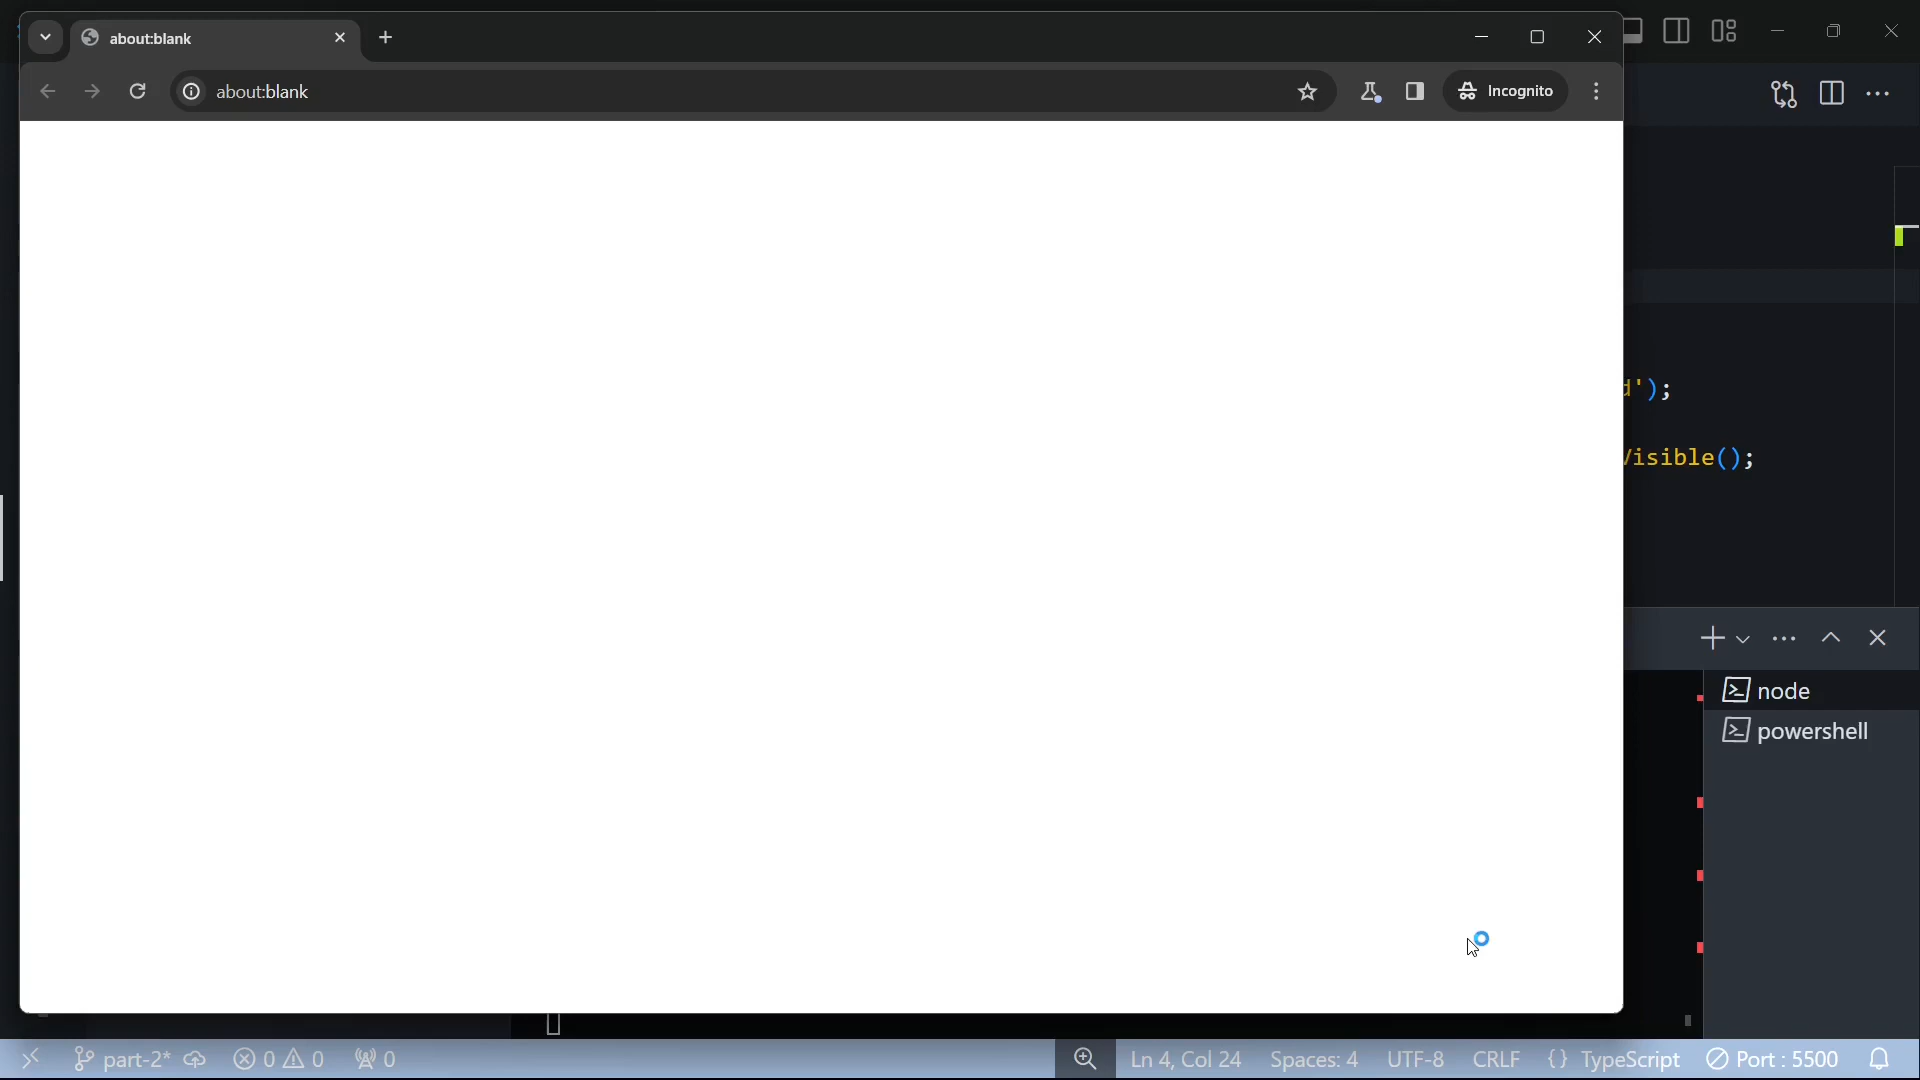 about:blank
about:blank
Incognito
d');
Visible();
node
powershell
part-2* 0 0 0 Ln 4, Col 24 Spaces: 4 UTF-8 CRLF {} TypeScript Port : 5500